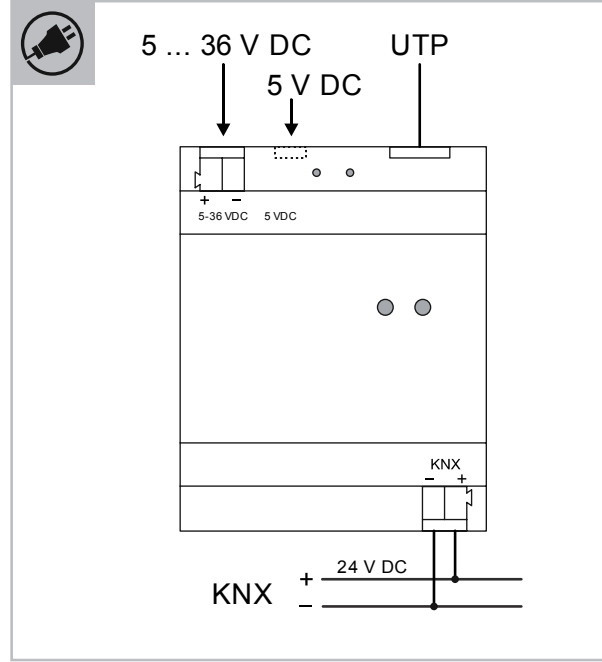 5 ... 36 V DC UTP
5 V DC
+ –
5-36 VDC 5 VDC
KNX
– +
24 V DC
+
KNX
–